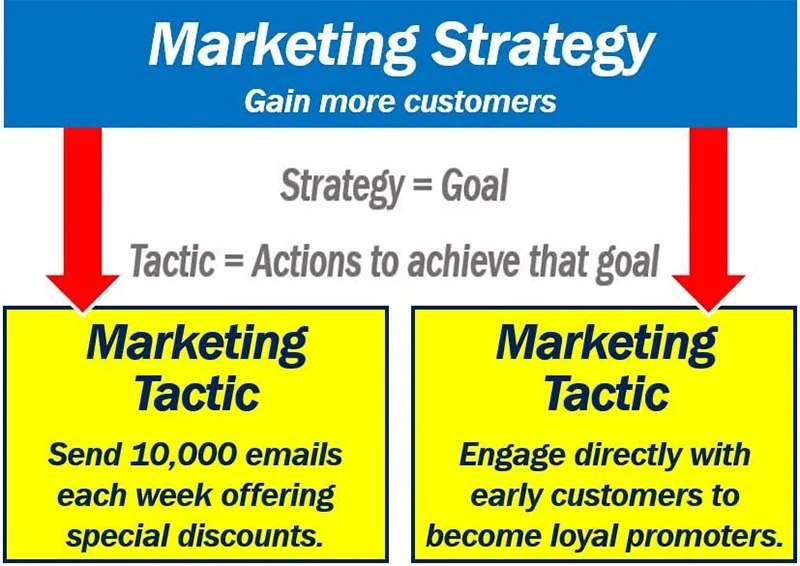 Marketing Strategy
Gain more customers
Strategy = Goal
Tactic = Actions to achieve that goal
Marketing
Tactic
Send 10,000 emails
each week offering
special discounts.
Marketing
Tactic
Engage directly with
early customers to
become loyal promoters.